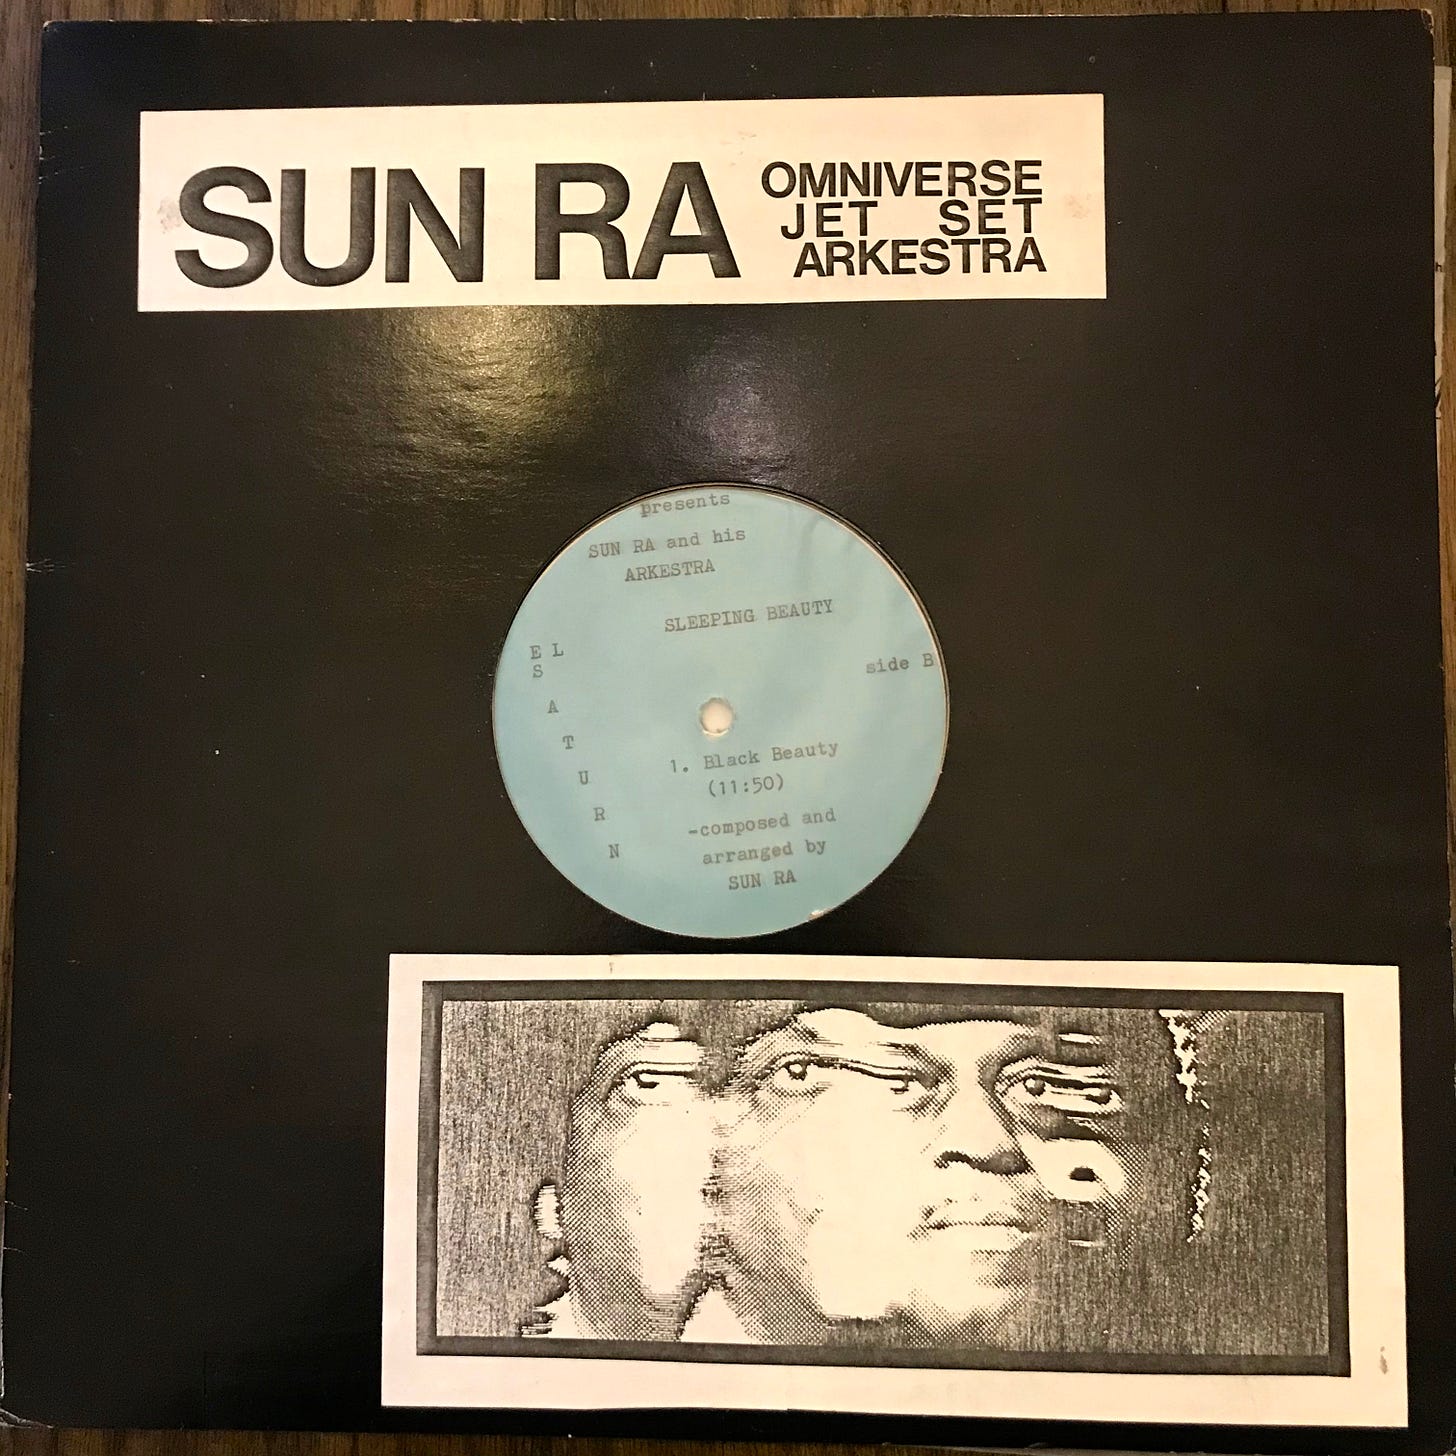 SUN RA
OMNIVERSE
JET SET
ARKESTRA
presents
SUN RA and his
ARKESTRA
SLEEPING BEAUTY
E L
S
A
T
U
R
N
side B
1. Black Beauty
(11:50)
-composed and
arranged by
SUN RA